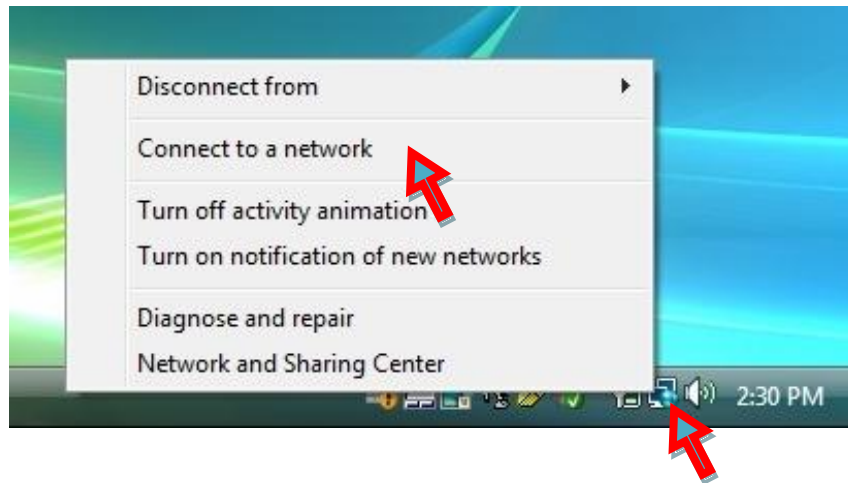 Disconnect from
Connect to a network
Turn off activity animation
Turn on notification of new networks
Diagnose and repair
Network and Sharing Center
2:30 PM